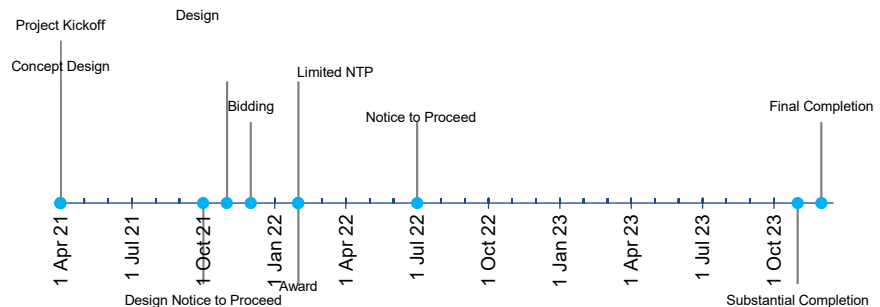 Design
Project Kickoff
Concept Design
Limited NTP
Bidding
Final Completion
Notice to Proceed
1 Apr 21
1 Jul 21
1 Oct 21
1 Jan 22
1 Apr 22
1 Jul 22
1 Oct 22
1 Jan 23
1 Apr 23
1 Jul 23
1 Oct 23
Award
Design Notice to Proceed
Substantial Completion